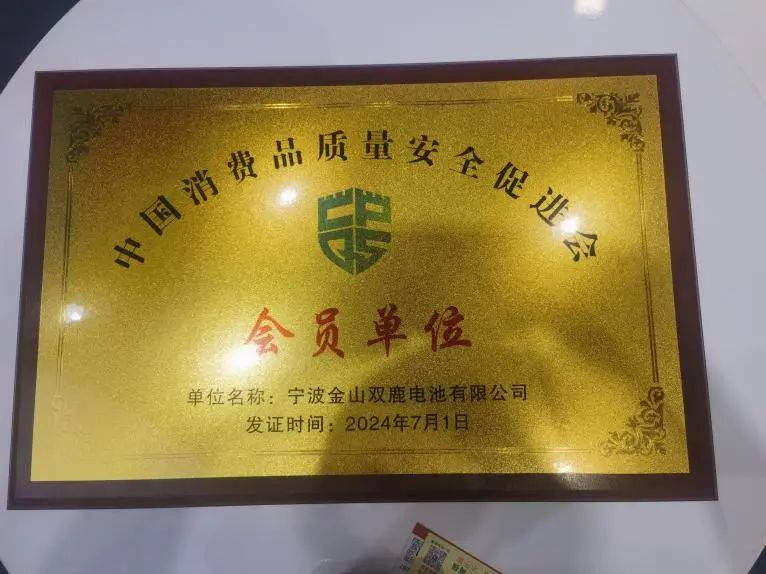 中国消费品质量安全促进会
CPQS
会员单位
单位名称：宁波金山双鹿电池有限公司
发证时间：2024年7月1日